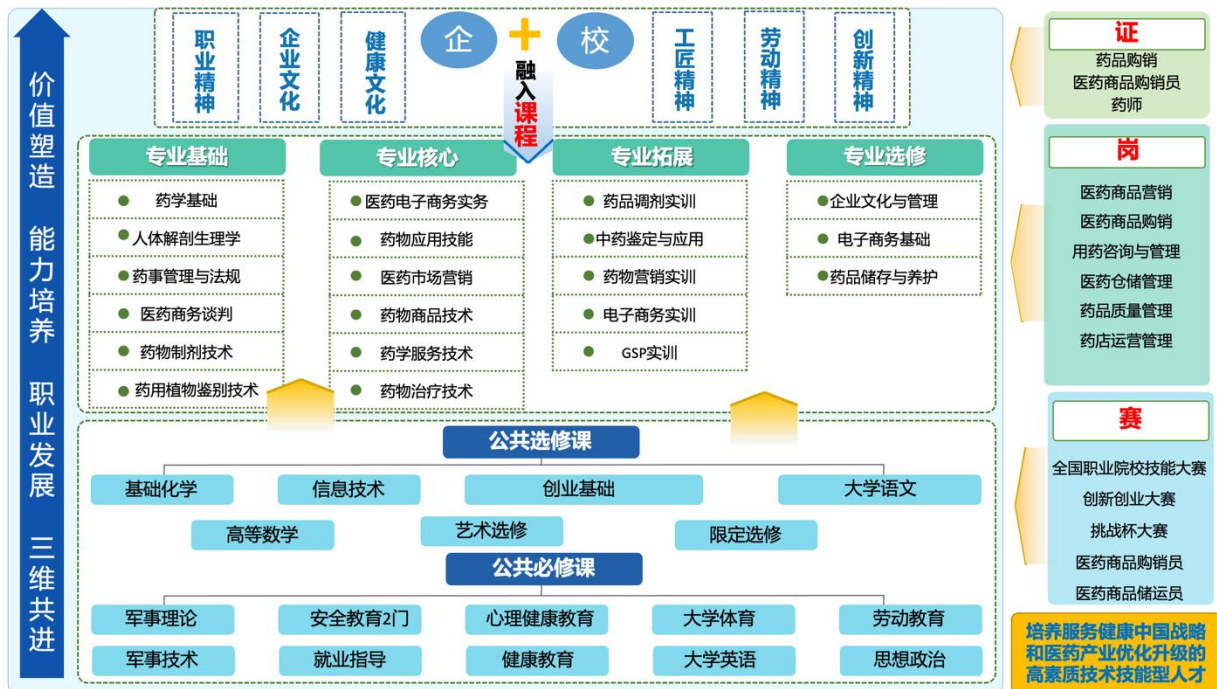 价值塑造 能力培养 职业发展 三维共进
职业精神
企业文化
健康文化
企
+
校
融入课程
工匠精神
劳动精神
创新精神
专业基础
药学基础
人体解剖生理学
药事管理与法规
医药商务谈判
药物制剂技术
药用植物鉴别技术
专业核心
医药电子商务实务
药物应用技能
医药市场营销
药物商品技术
药学服务技术
药物治疗技术
专业拓展
药品调剂实训
中药鉴定与应用
药物营销实训
电子商务实训
GSP实训
专业选修
企业文化与管理
电子商务基础
药品储存与养护
公共选修课
基础化学
信息技术
创业基础
大学语文
高等数学
艺术选修
限定选修
公共必修课
军事理论
安全教育2门
心理健康教育
大学体育
劳动教育
军事技术
就业指导
健康教育
大学英语
思想政治
证
药品购销
医药商品购销员
药师
岗
医药商品营销
医药商品购销
用药咨询与管理
医药仓储管理
药品质量管理
药店运营管理
赛
全国职业院校技能大赛
创新创业大赛
挑战杯大赛
医药商品购销员
医药商品储运员
培养服务健康中国战略
和医药产业优化升级的
高素质技术技能型人才